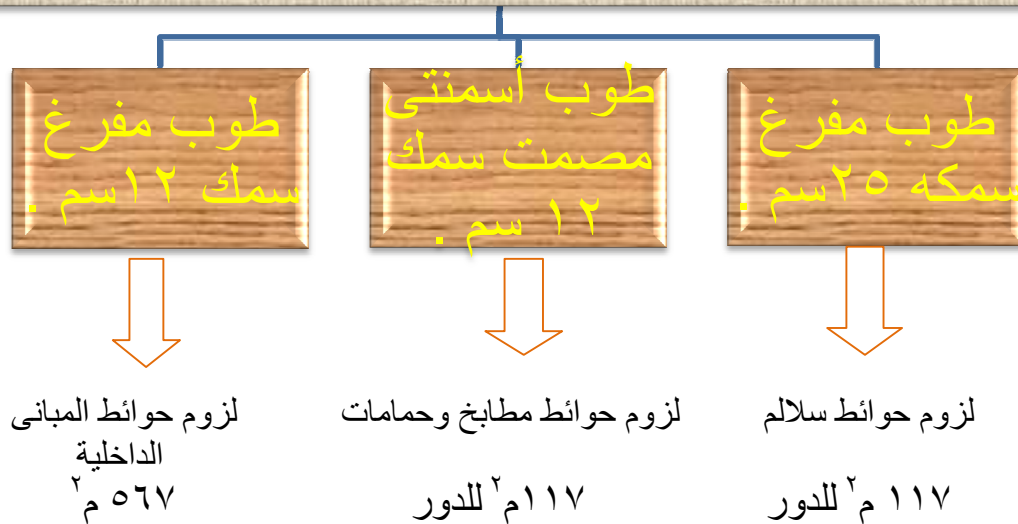 طوب مفرغ
سمكه ٢٥سم .
طوب أسمنتى
مصمت سمك
١٢ سم .
طوب مفرغ
سمك ١٢سم .
لزوم حوائط سلالم
١١٧ م٢ للدور
لزوم حوائط مطابخ وحمامات
١١٧م٢ للدور
لزوم حوائط المبانى
الداخلية
٥٦٧ م٢